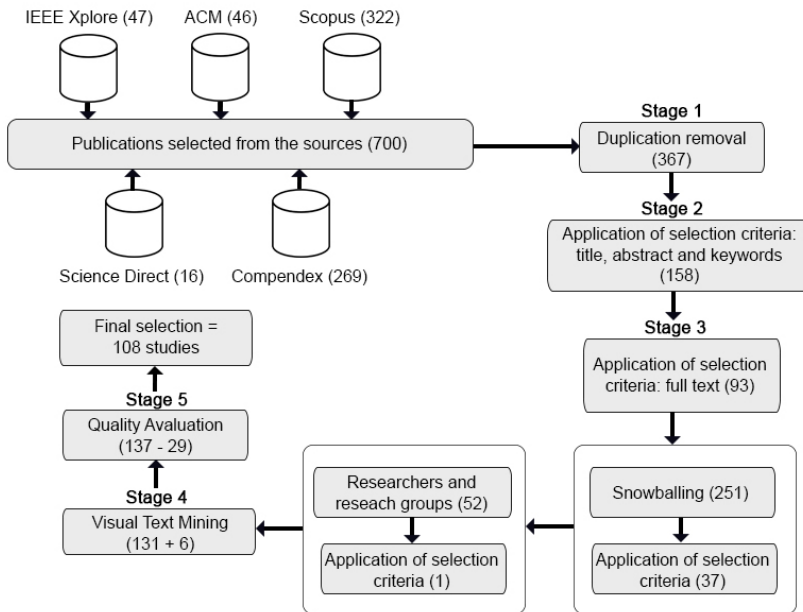 IEEE Xplore (47)
ACM (46)
Scopus (322)
Publications selected from the sources (700)
Science Direct (16)
Compendex (269)
Stage 1
Duplication removal
(367)
Stage 2
Application of selection criteria:
title, abstract and keywords
(158)
Stage 3
Application of selection
criteria: full text (93)
Snowballing (251)
Application of selection
criteria (37)
Researchers and
reseach groups (52)
Application of selection
criteria (1)
Stage 4
Visual Text Mining
(131 + 6)
Stage 5
Quality Evaluation
(137 - 29)
Final selection =
108 studies